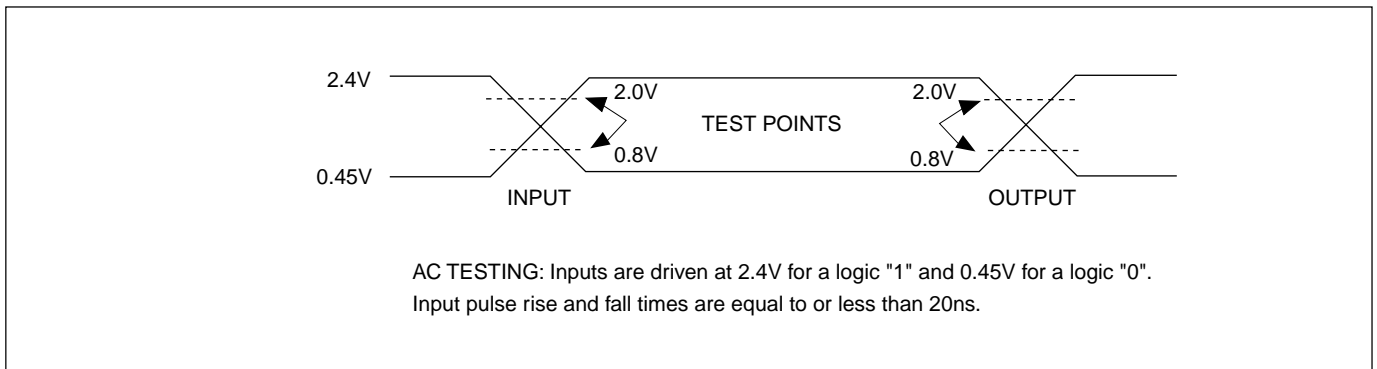 2.4V
2.0V
2.0V
TEST POINTS
0.8V
0.8V
0.45V
INPUT
OUTPUT
AC TESTING: Inputs are driven at 2.4V for a logic "1" and 0.45V for a logic "0".
Input pulse rise and fall times are equal to or less than 20ns.